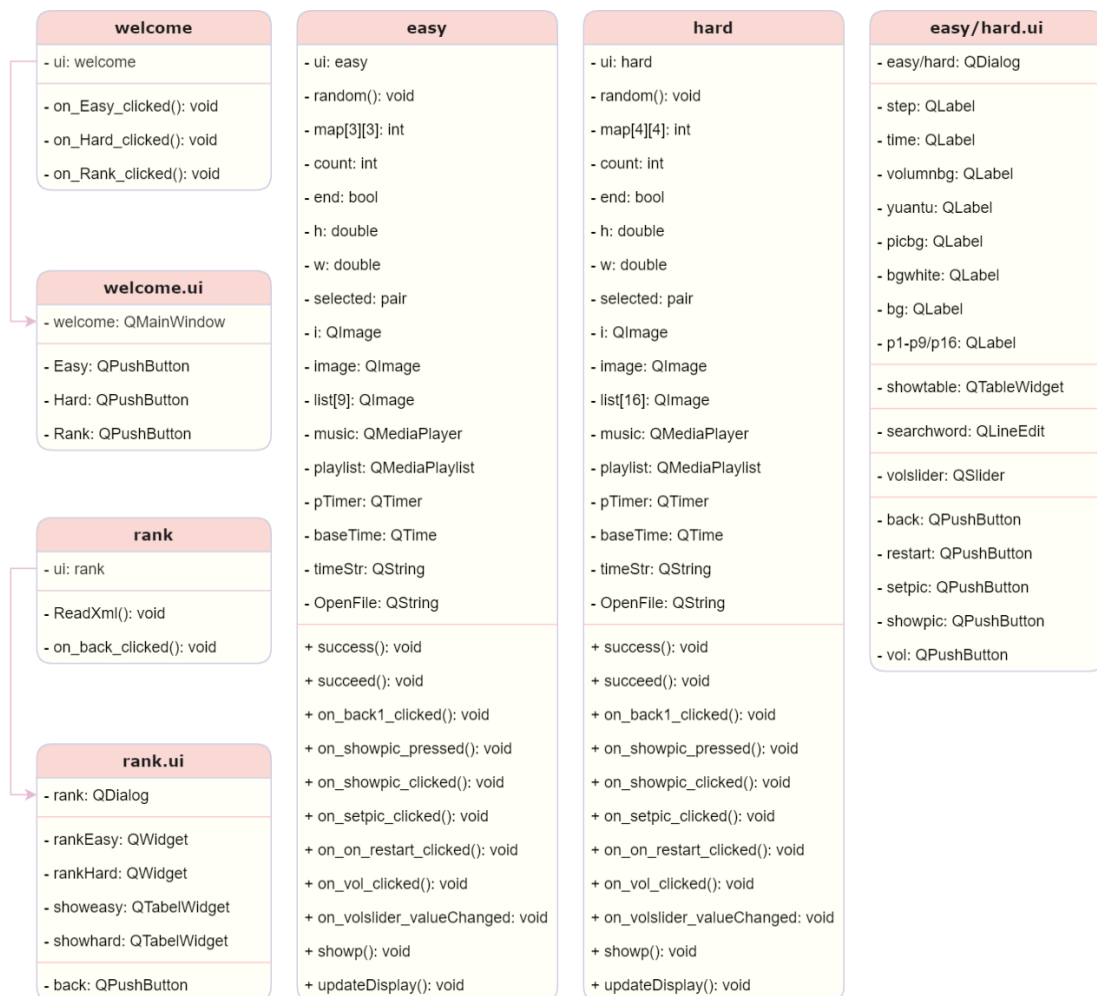 welcome
- ui: welcome
- on_Easy_clicked(): void
- on_Hard_clicked(): void
- on_Rank_clicked(): void
welcome.ui
- welcome: QMainWindow
- Easy: QPushButton
- Hard: QPushButton
- Rank: QPushButton
rank
- ui: rank
- ReadXml(): void
- on_back_clicked(): void
rank.ui
- rank: QDialog
- rankEasy: QWidget
- rankHard: QWidget
- showeasy: QTabelWidget
- showhard: QTabelWidget
- back: QPushButton
easy
- ui: easy
- random(): void
- map[3][3]: int
- count: int
- end: bool
- h: double
- w: double
- selected: pair
- i: QImage
- image: QImage
- list[9]: QImage
- music: QMediaPlayer
- playlist: QMediaPlaylist
- pTimer: QTimer
- baseTime: QTime
- timeStr: QString
- OpenFile: QString
+ success(): void
+ succeed(): void
+ on_back1_clicked(): void
+ on_showpic_pressed(): void
+ on_showpic_clicked(): void
+ on_setpic_clicked(): void
+ on_on_restart_clicked(): void
+ on_vol_clicked(): void
+ on_volslider_valueChanged: void
+ showp(): void
+ updateDisplay(): void
hard
- ui: hard
- random(): void
- map[4][4]: int
- count: int
- end: bool
- h: double
- w: double
- selected: pair
- i: QImage
- image: QImage
- list[16]: QImage
- music: QMediaPlayer
- playlist: QMediaPlaylist
- pTimer: QTimer
- baseTime: QTime
- timeStr: QString
- OpenFile: QString
+ success(): void
+ succeed(): void
+ on_back1_clicked(): void
+ on_showpic_pressed(): void
+ on_showpic_clicked(): void
+ on_setpic_clicked(): void
+ on_on_restart_clicked(): void
+ on_vol_clicked(): void
+ on_volslider_valueChanged: void
+ showp(): void
+ updateDisplay(): void
easy/hard.ui
- easy/hard: QDialog
- step: QLabel
- time: QLabel
- volumnbg: QLabel
- yuantu: QLabel
- picbg: QLabel
- bgwhite: QLabel
- bg: QLabel
- p1-p9/p16: QLabel
- showtable: QTableWidget
- searchword: QLineEdit
- volslider: QSlider
- back: QPushButton
- restart: QPushButton
- setpic: QPushButton
- showpic: QPushButton
- vol: QPushButton